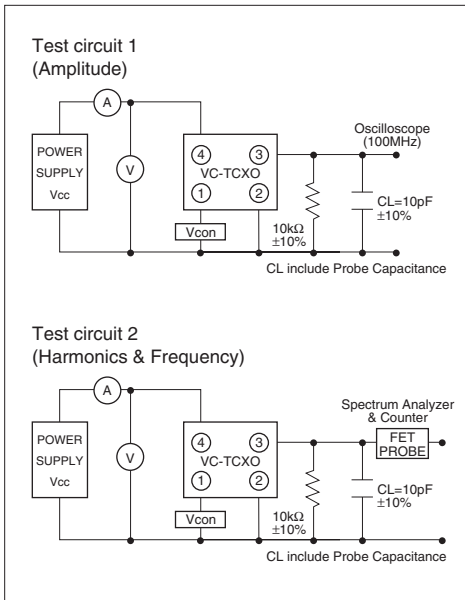 Test circuit 1
(Amplitude)
A
Oscilloscope
(100MHz)
POWER
SUPPLY
Vcc
V
4
3
VC-TCXO
1
2
Vcon
10kΩ
±10%
CL=10pF
±10%
CL include Probe Capacitance
Test circuit 2
(Harmonics & Frequency)
A
Spectrum Analyzer
& Counter
POWER
SUPPLY
Vcc
V
4
3
VC-TCXO
1
2
FET
PROBE
Vcon
10kΩ
±10%
CL=10pF
±10%
CL include Probe Capacitance